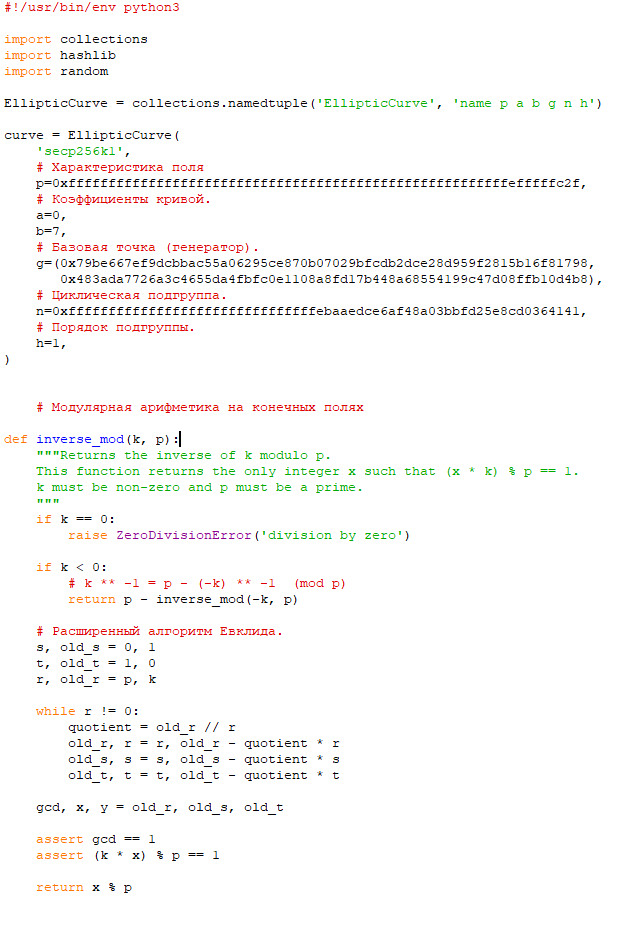 #!/usr/bin/env python3
import collections
import hashlib
import random
EllipticCurve = collections.namedtuple('EllipticCurve', 'name p a b g n h')
curve = EllipticCurve(
    'secp256k1',
    # Характеристика поля
    p=0xfffffffffffffffffffffffffffffffffffffffffffffffffffffffefffffc2f,
    # Коэффициенты кривой.
    a=0,
    b=7,
    # Базовая точка (генератор).
    g=(0x79be667ef9dcbbac55a06295ce870b07029bfcdb2dce28d959f2815b16f81798,
       0x483ada7726a3c4655da4fbfc0e1108a8fd17b448a68554199c47d08ffb10d4b8),
    # Циклическая подгруппа.
    n=0xfffffffffffffffffffffffffffffffebaaedce6af48a03bbfd25e8cd0364141,
    # Порядок подгруппы.
    h=1,
)
    # Модулярная арифметика на конечных полях
def inverse_mod(k, p):
    """Returns the inverse of k modulo p.
    This function returns the only integer x such that (x * k) % p == 1.
    k must be non-zero and p must be a prime.
    """
    if k == 0:
        raise ZeroDivisionError('division by zero')
    if k < 0:
        # k ** -1 = p - (-k) ** -1  (mod p)
        return p - inverse_mod(-k, p)
    # Расширенный алгоритм Евклида.
    s, old_s = 0, 1
    t, old_t = 1, 0
    r, old_r = p, k
    while r != 0:
        quotient = old_r // r
        old_r, r = r, old_r - quotient * r
        old_s, s = s, old_s - quotient * s
        old_t, t = t, old_t - quotient * t
    gcd, x, y = old_r, old_s, old_t
    assert gcd == 1
    assert (k * x) % p == 1
    return x % p